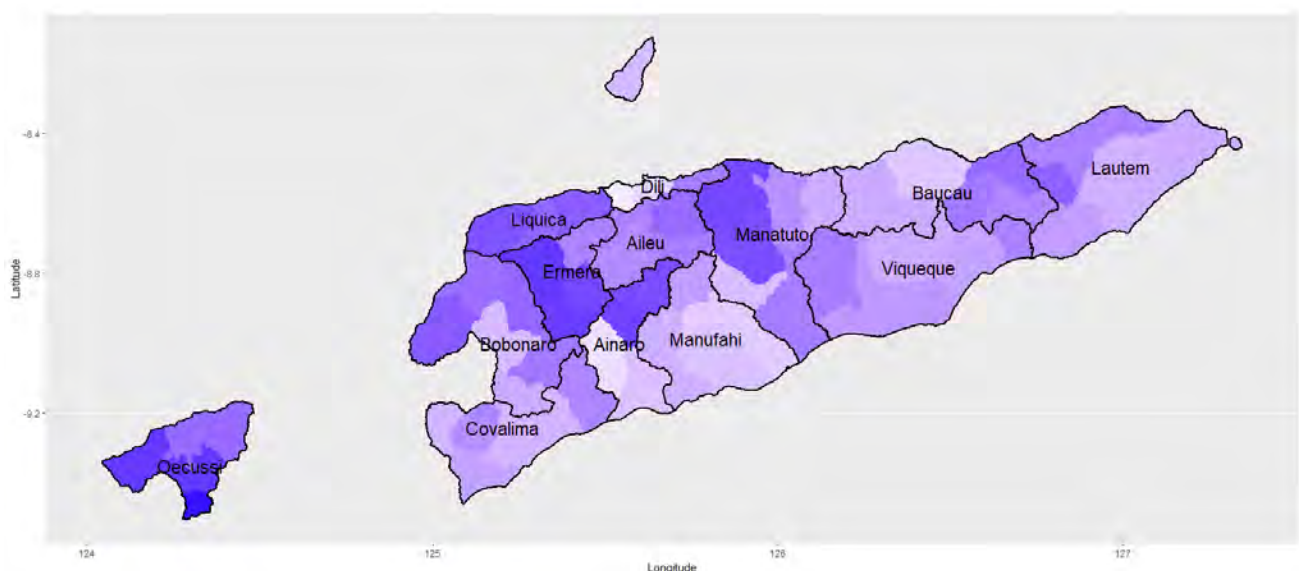 -8.4
Dili
Lautem
Baucau
Liquica
Manatuto
Aileu
Ermera
Viqueque
-8.8
Latitude
Manufahi
Bobonaro
Ainaro
-9.2
Covalima
Oecussi
124
125
126
127
Longitude